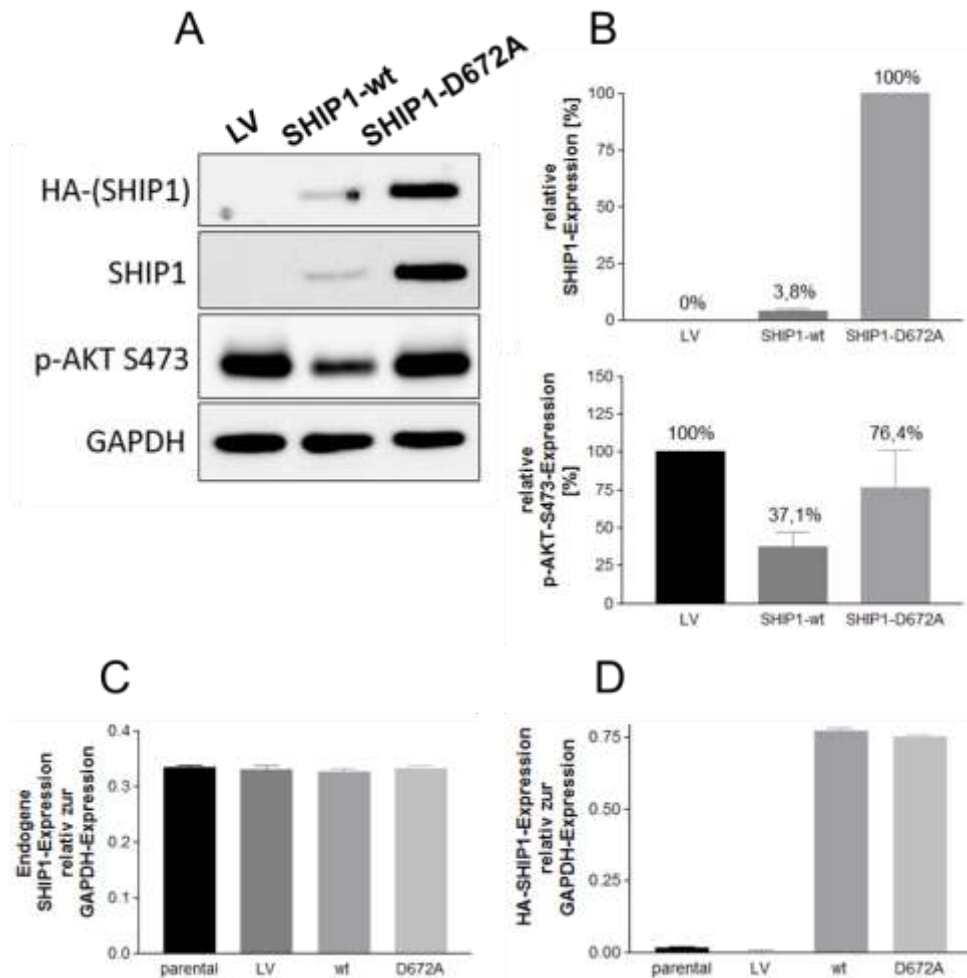 A
LV
SHIP1-wt
SHIP1-D672A
HA-(SHIP1)
SHIP1
p-AKT S473
GAPDH
B
relative
SHIP1-Expression [%]
100
75
50
25
0
0%
3,8%
100%
LV
SHIP1-wt
SHIP1-D672A
relative
p-AKT-S473-Expression
[%]
150
125
100
75
50
25
0
100%
37,1%
76,4%
LV
SHIP1-wt
SHIP1-D672A
C
Endogene
SHIP1-Expression
relativ zur
GAPDH-Expression
0.4
0.3
0.2
0.1
0.0
parental
LV
wt
D672A
D
HA-SHIP1-Expression
relativ zur
GAPDH-Expression
0.75
0.50
0.25
0.00
parental
LV
wt
D672A